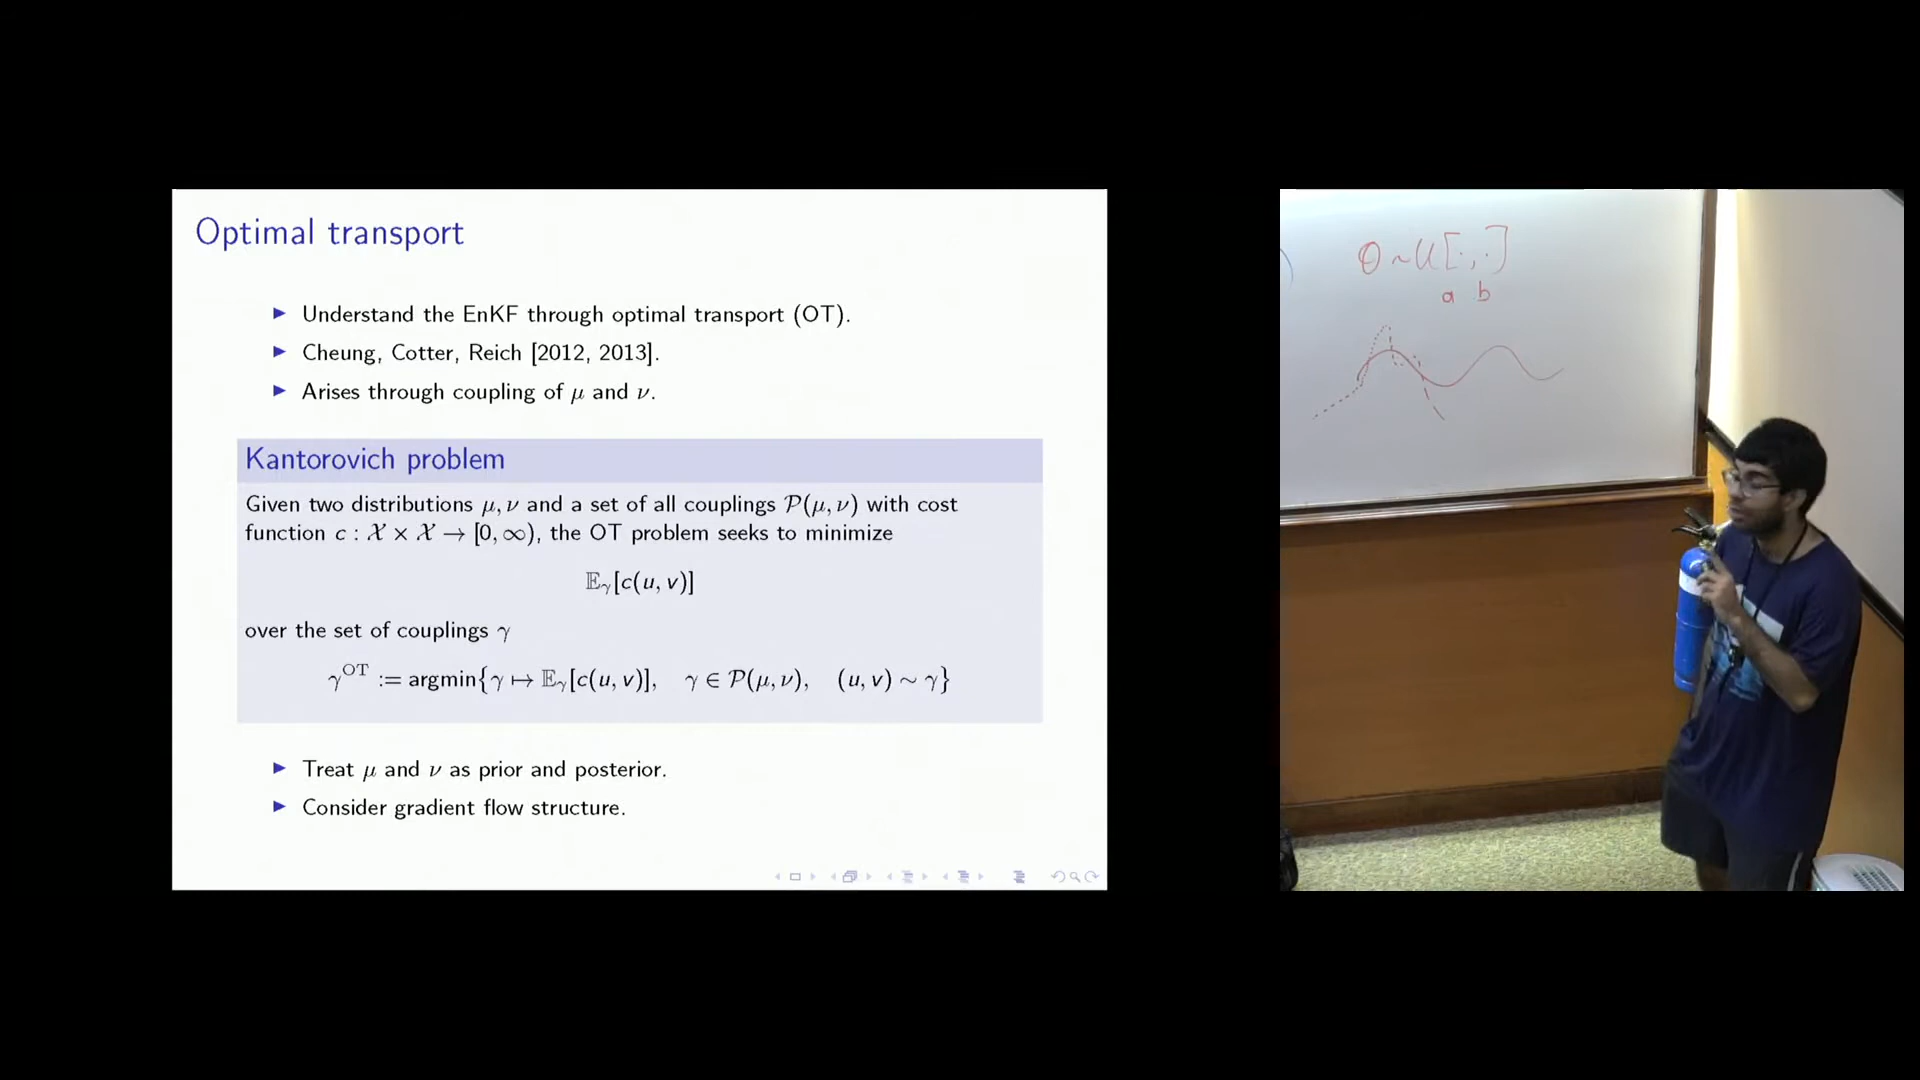 Optimal transport
Understand the EnKF through optimal transport (OT).
Cheung, Cotter, Reich [2012, 2013].
Arises through coupling of μ and ν.
Kantorovich problem
Given two distributions μ, ν and a set of all couplings 𝒫(μ, ν) with cost
function c : 𝒳 × 𝒳 → [0, ∞), the OT problem seeks to minimize
𝔼_γ[c(u, v)]
over the set of couplings γ
γ^OT := argmin{γ ↦ 𝔼_γ[c(u, v)], γ ∈ 𝒫(μ, ν), (u, v) ∼ γ}
Treat μ and ν as prior and posterior.
Consider gradient flow structure.
θ ~ U[·, ·]
a b